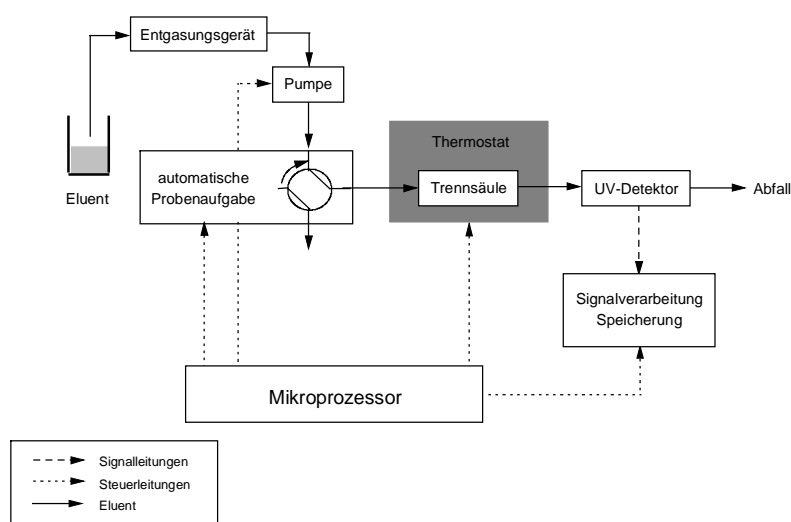 Entgasungsgerät
Pumpe
Thermostat
automatische
Probenaufgabe
Trennsäule
UV-Detektor
Abfall
Eluent
Signalverarbeitung
Speicherung
Mikroprozessor
Signalleitungen
Steuerleitungen
Eluent